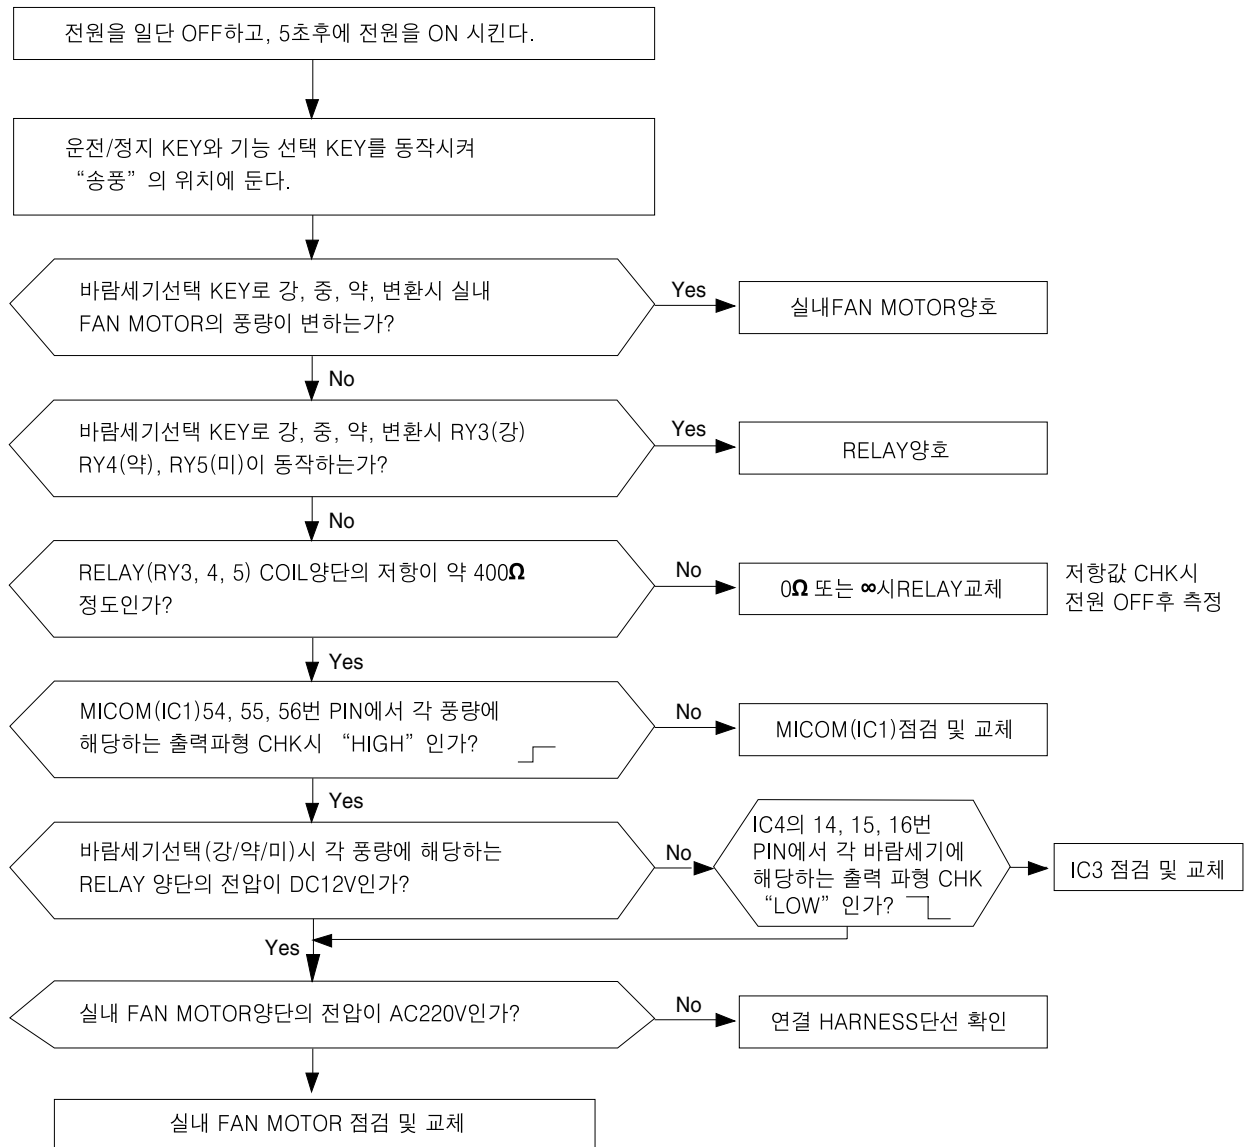 전원을 일단 OFF하고, 5초후에 전원을 ON 시킨다.
운전/정지 KEY와 기능 선택 KEY를 동작시켜
“송풍”의 위치에 둔다.
바람세기선택 KEY로 강, 중, 약, 변환시 실내
FAN MOTOR의 풍량이 변하는가?
Yes
실내FAN MOTOR양호
No
바람세기선택 KEY로 강, 중, 약, 변환시 RY3(강)
RY4(약), RY5(미)이 동작하는가?
Yes
RELAY양호
No
RELAY(RY3, 4, 5) COIL양단의 저항이 약 400Ω
정도인가?
No
0Ω 또는 ∞시RELAY교체
저항값 CHK시
전원 OFF후 측정
Yes
MICOM(IC1)54, 55, 56번 PIN에서 각 풍량에
해당하는 출력파형 CHK시 “HIGH”인가?
No
MICOM(IC1)점검 및 교체
Yes
바람세기선택(강/약/미)시 각 풍량에 해당하는
RELAY 양단의 전압이 DC12V인가?
No
IC4의 14, 15, 16번
PIN에서 각 바람세기에
해당하는 출력 파형 CHK
“LOW”인가?
IC3 점검 및 교체
Yes
실내 FAN MOTOR양단의 전압이 AC220V인가?
No
연결 HARNESS단선 확인
실내 FAN MOTOR 점검 및 교체